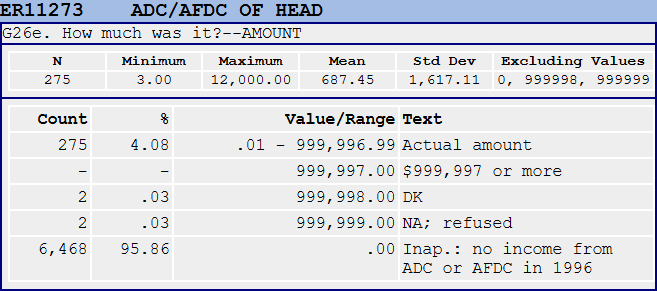 ER11273 ADC/AFDC OF HEAD
G26e. How much was it?--AMOUNT
N Minimum Maximum Mean Std Dev Excluding Values
275 3.00 12,000.00 687.45 1,617.11 0, 999998, 999999
Count % Value/Range Text
275 4.08 .01 - 999,996.99 Actual amount
- - 999,997.00 $999,997 or more
2 .03 999,998.00 DK
2 .03 999,999.00 NA; refused
6,468 95.86 .00 Inap.: no income from
ADC or AFDC in 1996